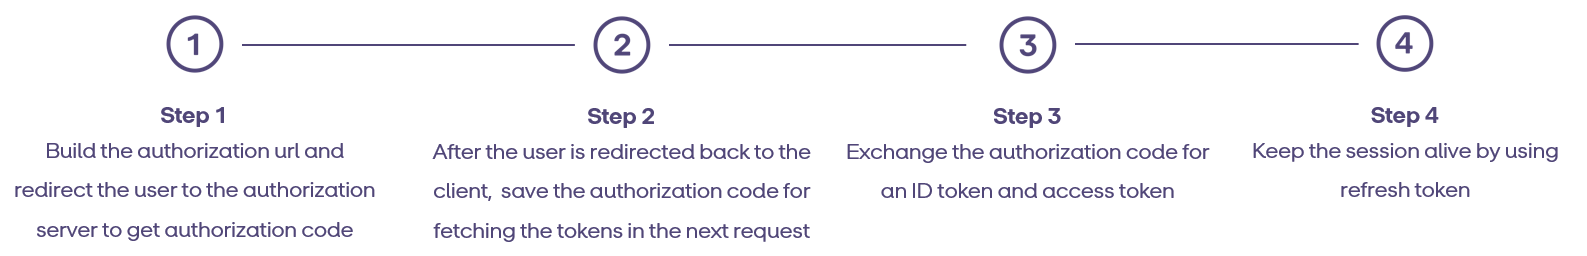 1
2
3
4
Step 1
Build the authorization url and
redirect the user to the authorization
server to get authorization code
Step 2
After the user is redirected back to the
client, save the authorization code for
fetching the tokens in the next request
Step 3
Exchange the authorization code for
an ID token and access token
Step 4
Keep the session alive by using
refresh token